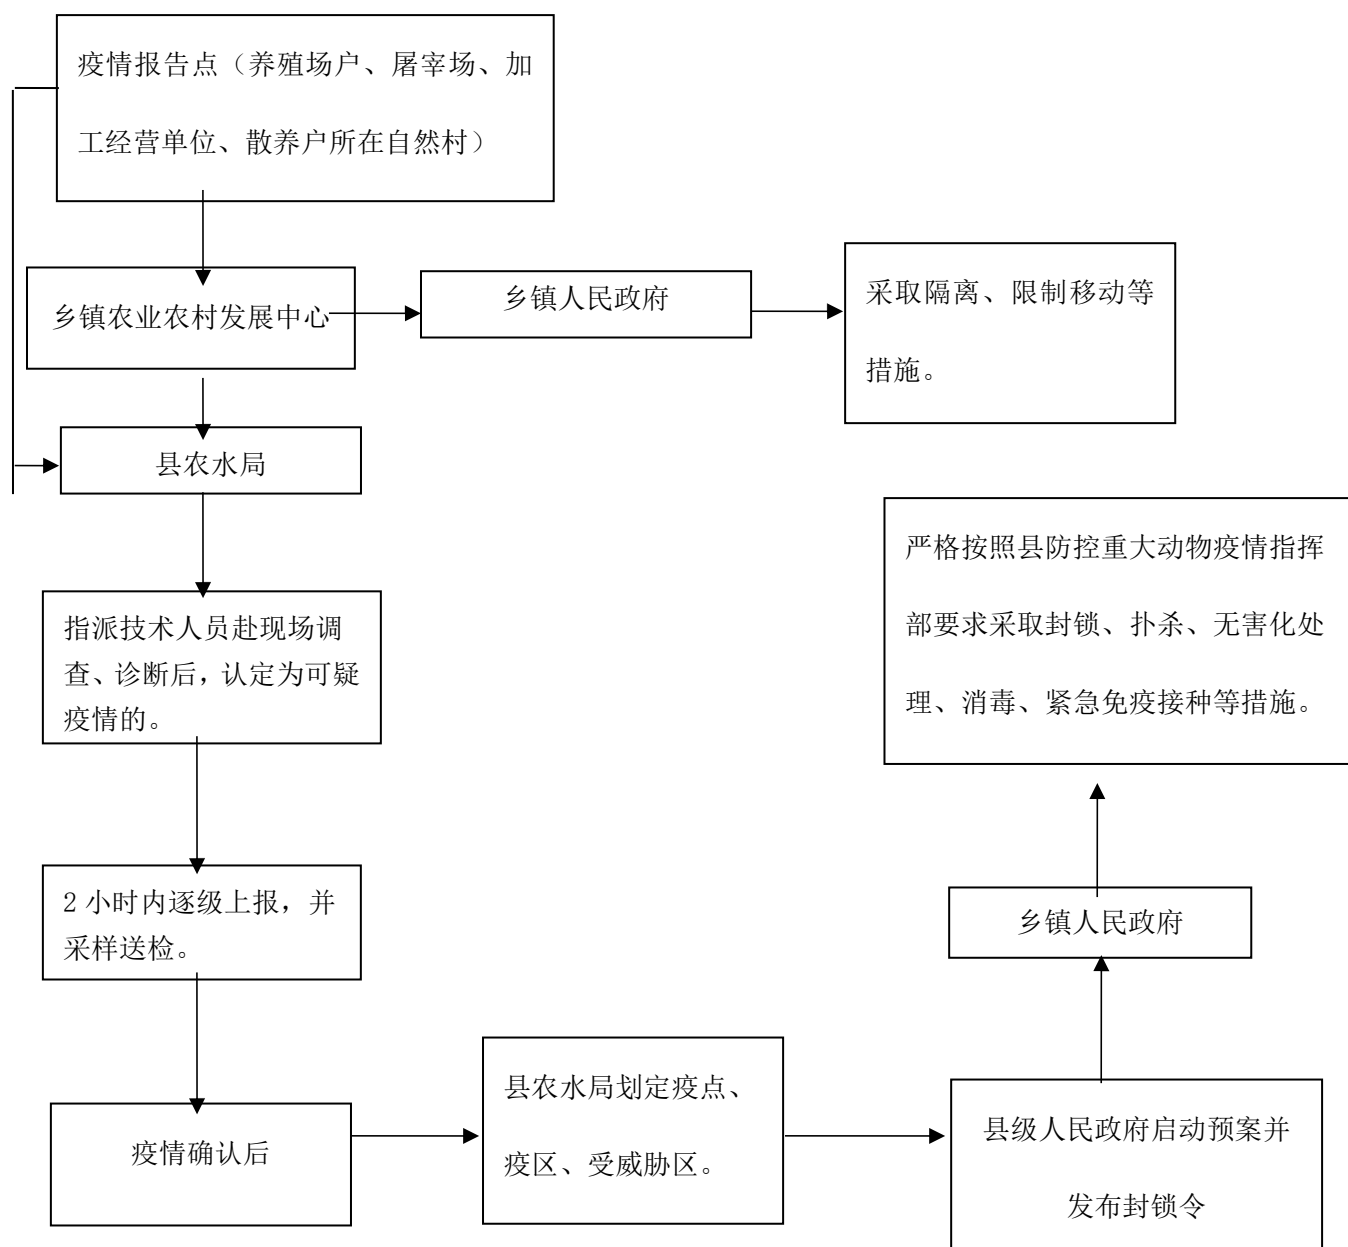 疫情报告点（养殖场户、屠宰场、加
工经营单位、散养户所在自然村）
乡镇农业农村发展中心
乡镇人民政府
采取隔离、限制移动等
措施。
县农水局
指派技术人员赴现场调
查、诊断后，认定为可疑
疫情的。
2 小时内逐级上报，并
采样送检。
疫情确认后
县农水局划定疫点、
疫区、受威胁区。
县级人民政府启动预案并
发布封锁令
乡镇人民政府
严格按照县防控重大动物疫情指挥
部要求采取封锁、扑杀、无害化处
理、消毒、紧急免疫接种等措施。